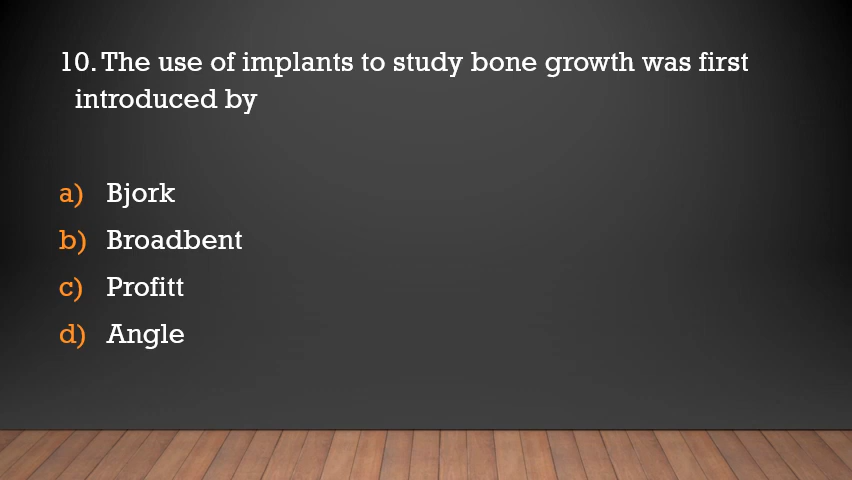 10. The use of implants to study bone growth was first
introduced by
a) Bjork
b) Broadbent
c) Profitt
d) Angle